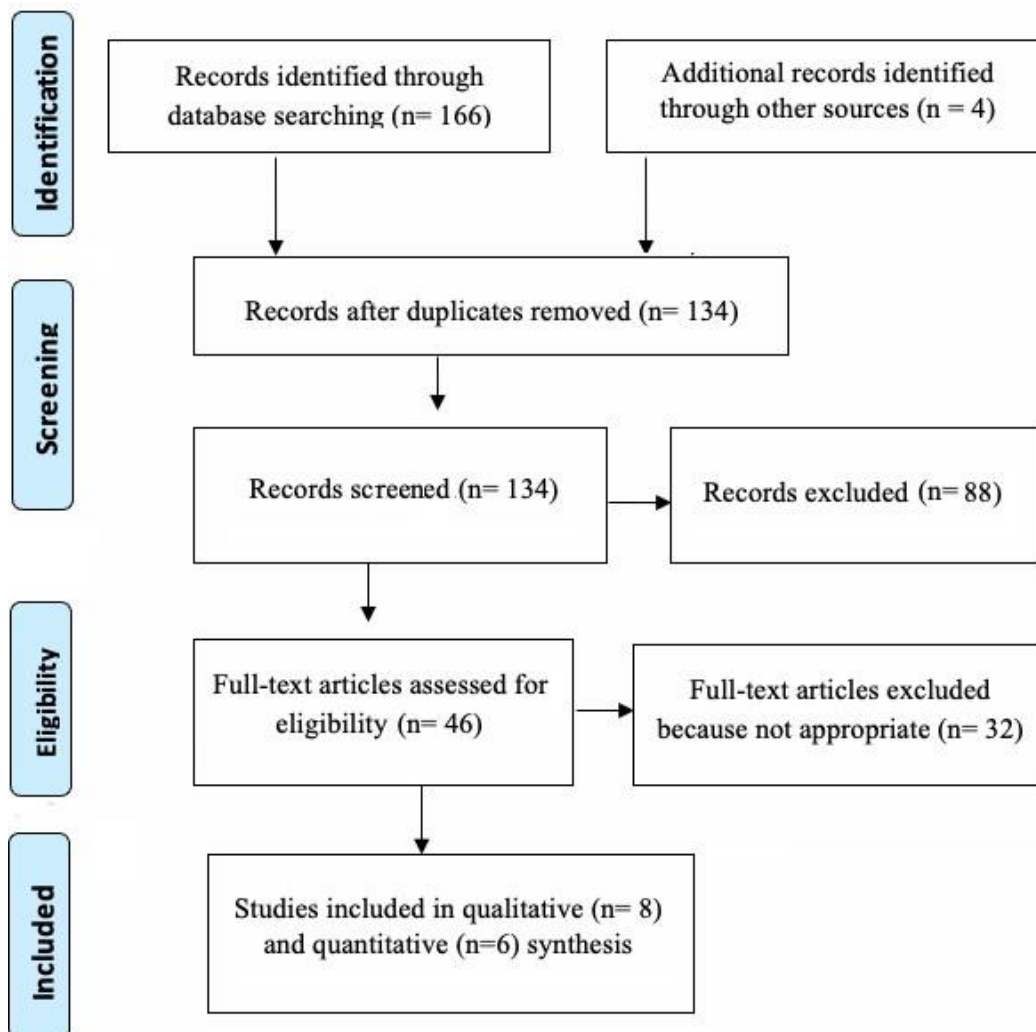 Identification
Records identified through
database searching (n= 166)
Additional records identified
through other sources (n = 4)
Screening
Records after duplicates removed (n= 134)
Records screened (n= 134)
Records excluded (n= 88)
Eligibility
Full-text articles assessed for
eligibility (n= 46)
Full-text articles excluded
because not appropriate (n= 32)
Included
Studies included in qualitative (n= 8)
and quantitative (n=6) synthesis